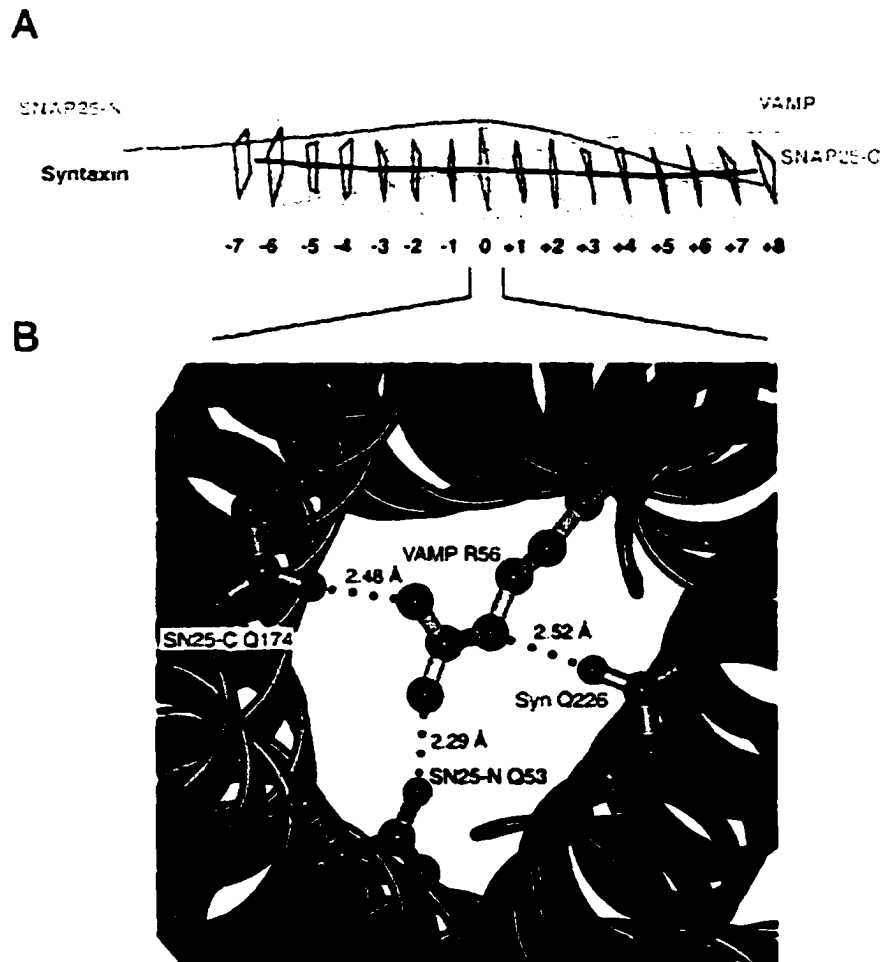 A
SNAP25-N
VAMP
SNAP25-C
Syntaxin
-7 -6 -5 -4 -3 -2 -1 0 +1 +2 +3 +4 +5 +6 +7 +8
B
VAMP R56
2.48 Å
SN25-C Q174
2.52 Å
Syn Q226
2.29 Å
SN25-N Q53